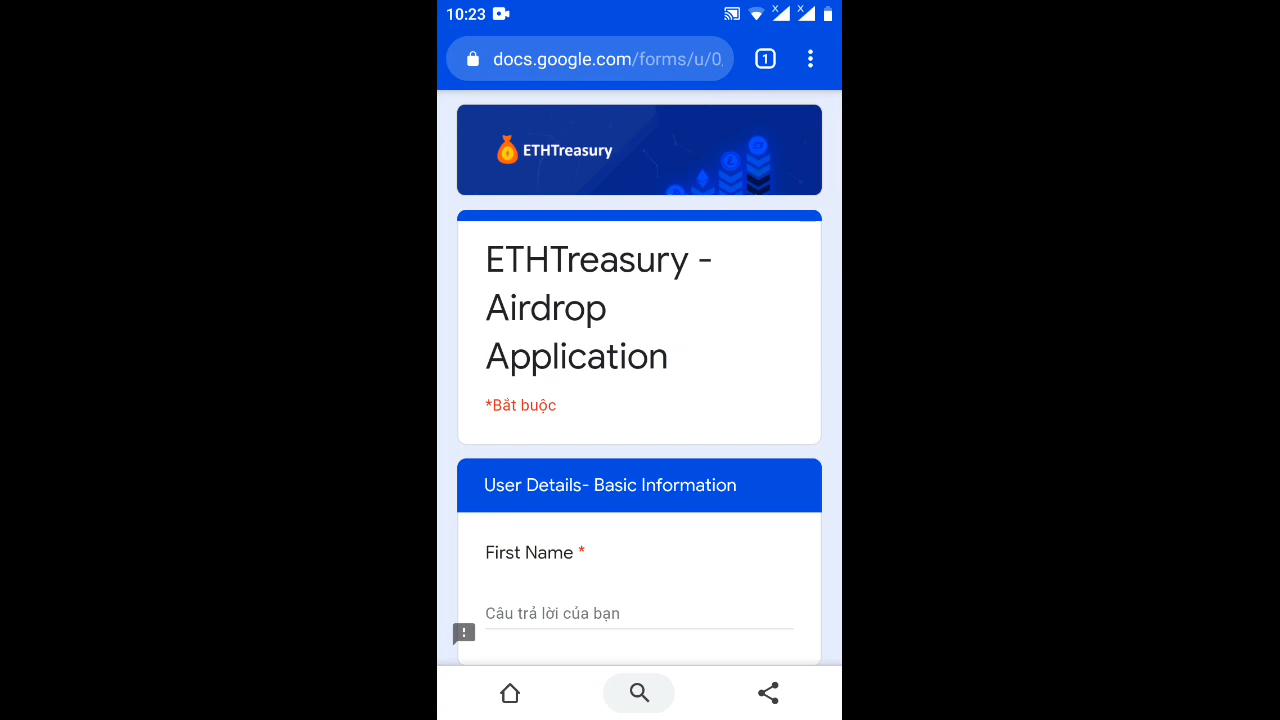 10:23
docs.google.com/forms/u/0
1
ETHTreasury
ETHTreasury -
Airdrop
Application
*Bắt buộc
User Details- Basic Information
First Name *
Câu trả lời của bạn